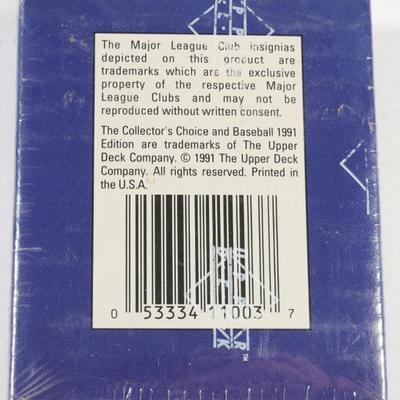 The Major League Club insignias
depicted on this product are
trademarks which are the exclusive
property of the respective Major
League Clubs and may not be
reproduced without written consent.
The Collector's Choice and Baseball 1991
Edition are trademarks of The Upper
Deck Company. © 1991 The Upper Deck
Company. All rights reserved. Printed in
the U.S.A.
0 53334 11003 7